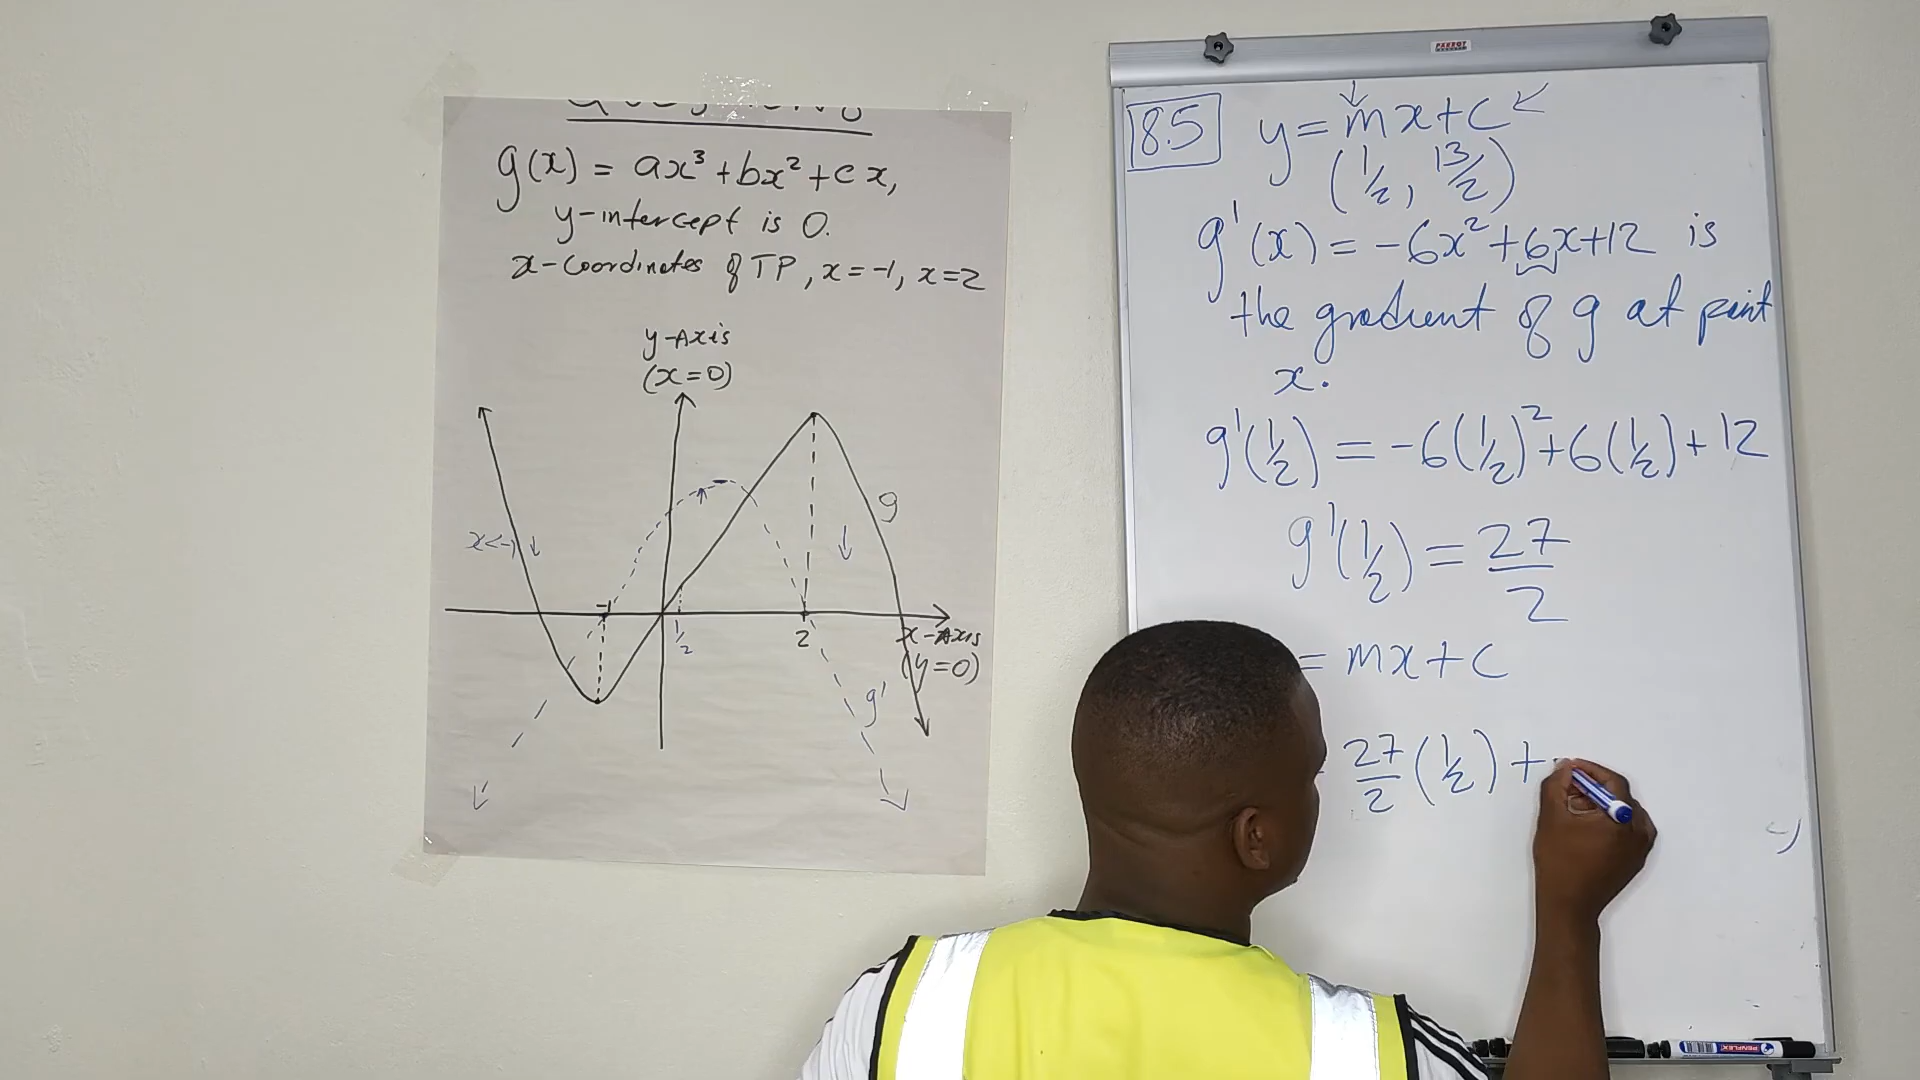 g(x) = ax³ + bx² + cx,
y-intercept is 0.
x-coordinates of TP, x = -1, x = 2
y-Axis
(x=0)
g
x<-1 ↓
-1
1/2
2
x-Axis
(y=0)
g'
PARROT
18.5
y = mx + c
(1/2, 13/2)
g'(x) = -6x² + 6x + 12 is
the gradient of g at point
x.
g'(1/2) = -6(1/2)² + 6(1/2) + 12
g'(1/2) = 27/2
= mx + c
27/2 (1/2) +
PENFLEX